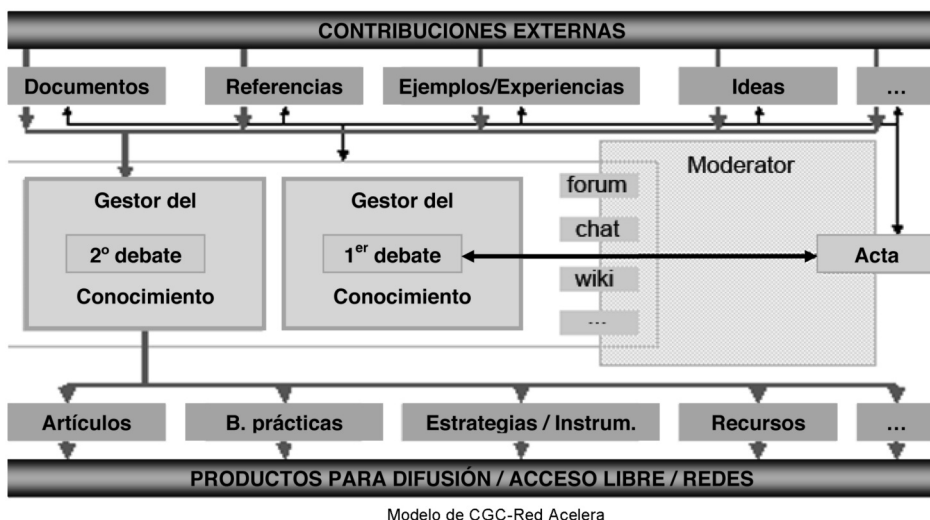 CONTRIBUCIONES EXTERNAS
Documentos
Referencias
Ejemplos/Experiencias
Ideas
...
Moderator
Gestor del
2º debate
Conocimiento
Gestor del
1er debate
Conocimiento
forum
chat
wiki
...
Acta
Artículos
B. prácticas
Estrategias / Instrum.
Recursos
...
PRODUCTOS PARA DIFUSIÓN / ACCESO LIBRE / REDES
Modelo de CGC-Red Acelera